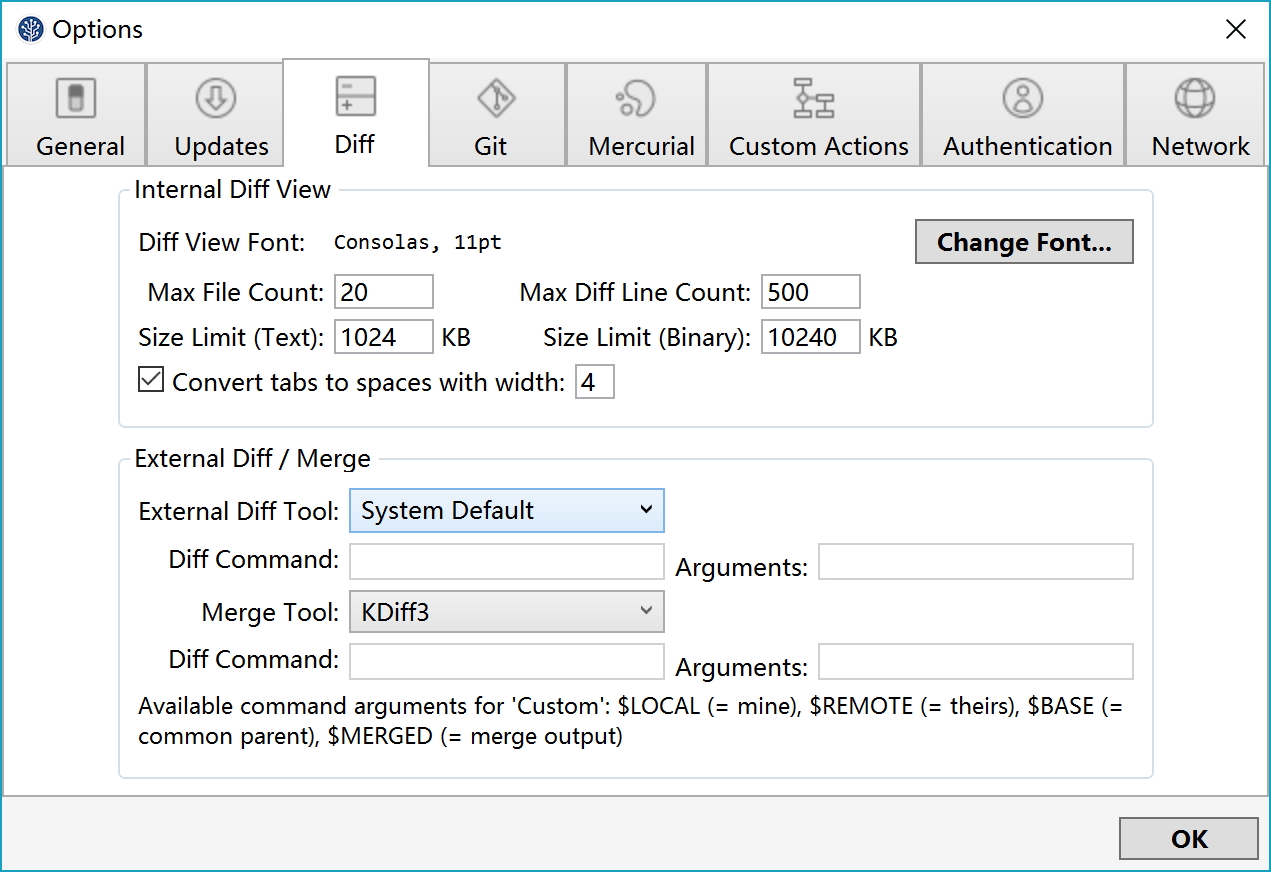 Options
General Updates Diff Git Mercurial Custom Actions Authentication Network
Internal Diff View
Diff View Font: Consolas, 11pt Change Font...
Max File Count: 20 Max Diff Line Count: 500
Size Limit (Text): 1024 KB Size Limit (Binary): 10240 KB
Convert tabs to spaces with width: 4
External Diff / Merge
External Diff Tool: System Default
Diff Command: Arguments:
Merge Tool: KDiff3
Diff Command: Arguments:
Available command arguments for 'Custom': $LOCAL (= mine), $REMOTE (= theirs), $BASE (=
common parent), $MERGED (= merge output)
OK